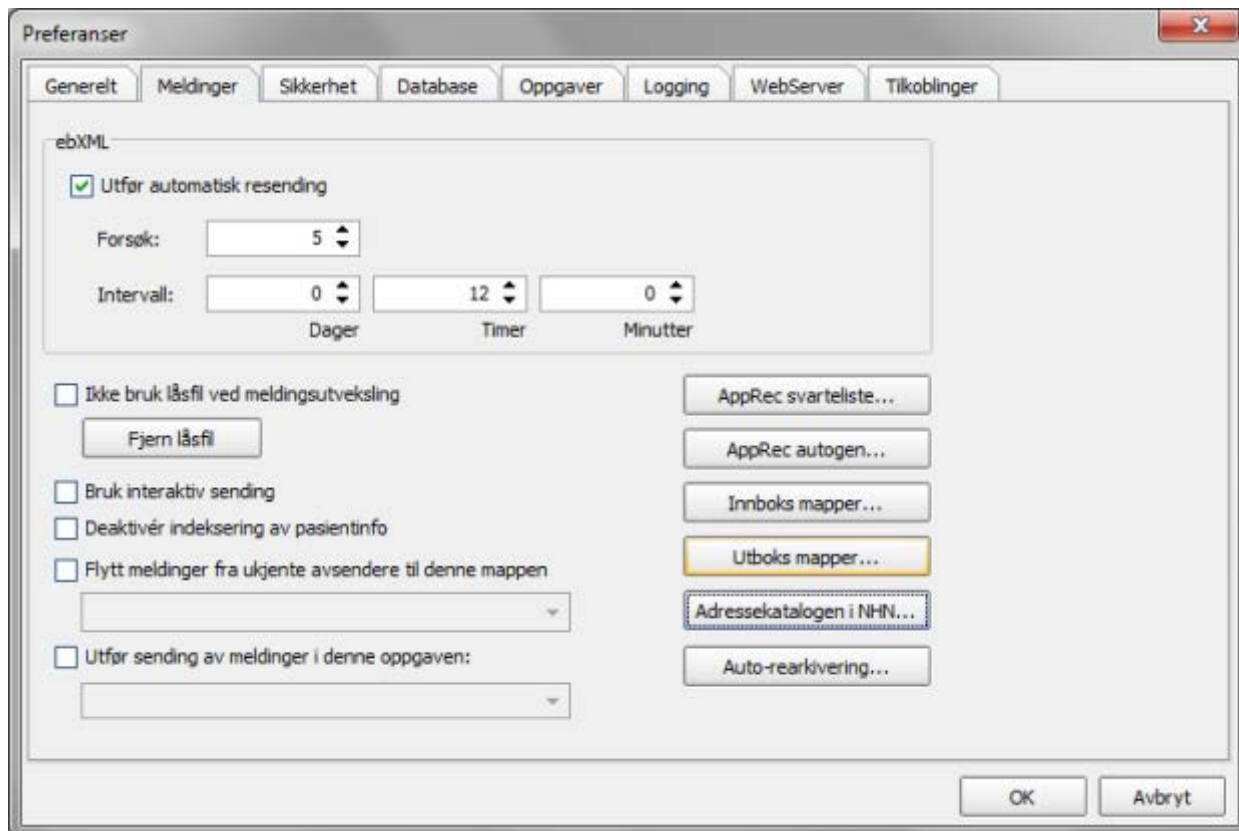 Preferanser
Generelt Meldinger Sikkerhet Database Oppgaver Logging WebServer Tilkoblinger
ebXML
Utfør automatisk resending
Forsøk: 5
Intervall: 0 12 0
Dager Timer Minutter
Ikke bruk låsfil ved meldingsutveksling
Fjern låsfil
Bruk interaktiv sending
Deaktivér indeksering av pasientinfo
Flytt meldinger fra ukjente avsendere til denne mappen
Utfør sending av meldinger i denne oppgaven:
AppRec svarteliste...
AppRec autogen...
Innboks mapper...
Utboks mapper...
Adressekatalogen i NHN...
Auto-rearkivering...
OK Avbryt